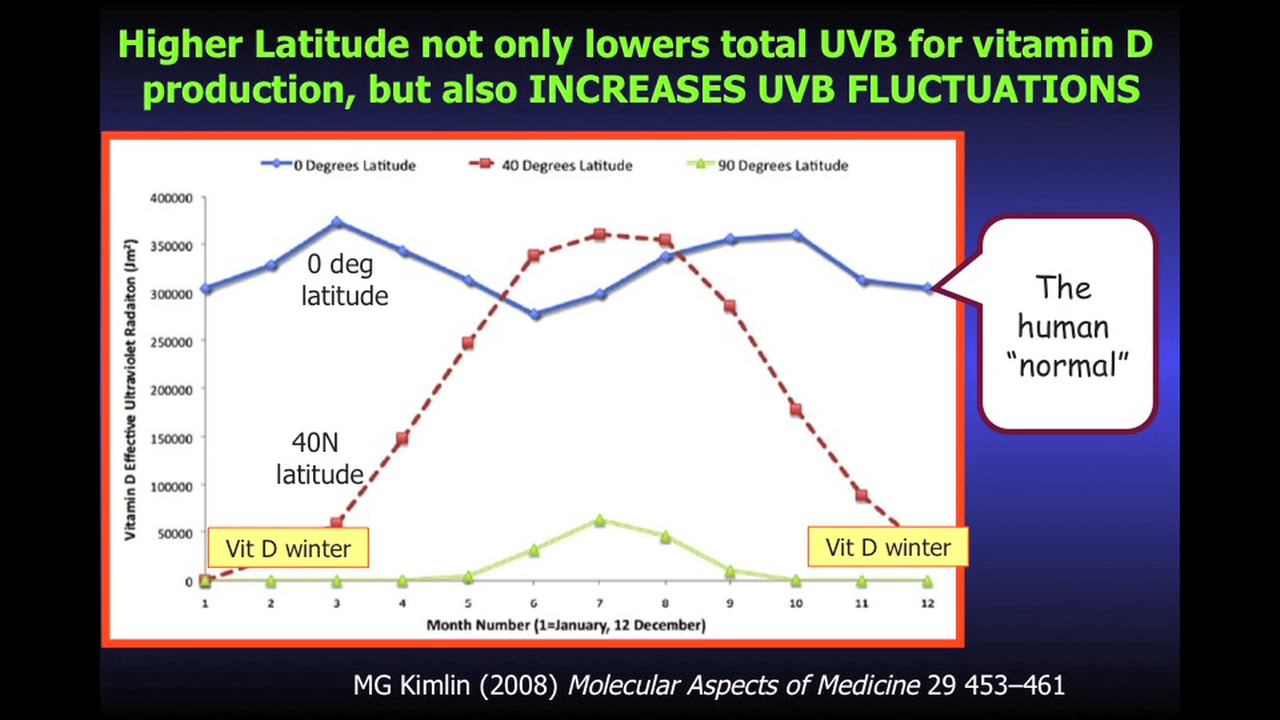 Higher Latitude not only lowers total UVB for vitamin D
production, but also INCREASES UVB FLUCTUATIONS
0 Degrees Latitude
40 Degrees Latitude
90 Degrees Latitude
Vitamin D Effective Ultraviolet Radaiton (Jm²)
400000
350000
300000
250000
200000
150000
100000
50000
0
0 deg
latitude
40N
latitude
Vit D winter
Vit D winter
The
human
“normal”
1 2 3 4 5 6 7 8 9 10 11 12
Month Number (1=January, 12 December)
MG Kimlin (2008) Molecular Aspects of Medicine 29 453–461